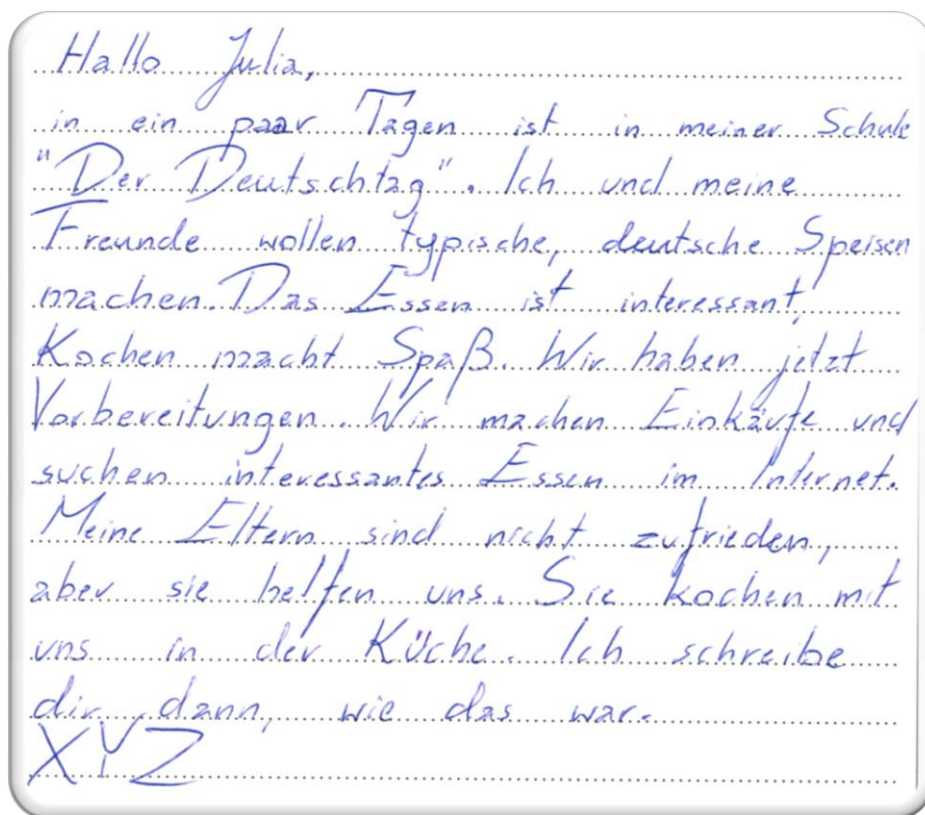 Hallo Julia,
in ein paar Tagen ist in meiner Schule
"Der Deutschtag". Ich und meine
Freunde wollen typische, deutsche Speisen
machen. Das Essen ist interessant,
Kochen macht Spaß. Wir haben jetzt
Vorbereitungen. Wir machen Einkäufe und
suchen interessantes Essen im Internet.
Meine Eltern sind nicht zufrieden,
aber sie helfen uns. Sie kochen mit
uns in der Küche. Ich schreibe
dir dann, wie das war.
XYZ